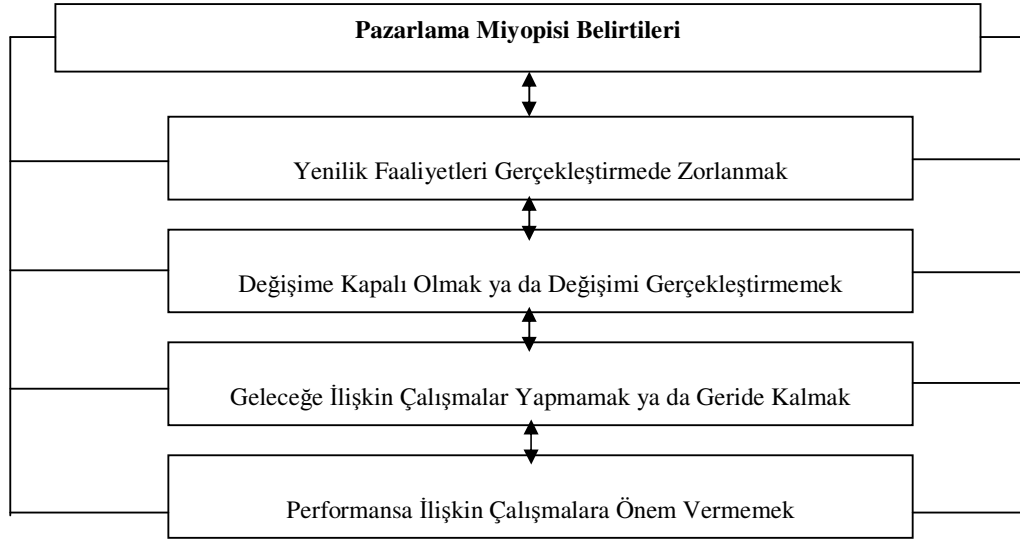 Pazarlama Miyopisi Belirtileri
Yenilik Faaliyetleri Gerçekleştirmede Zorlanmak
Değişime Kapalı Olmak ya da Değişimi Gerçekleştirmemek
Geleceğe İlişkin Çalışmalar Yapmamak ya da Geride Kalmak
Performansa İlişkin Çalışmalara Önem Vermemek